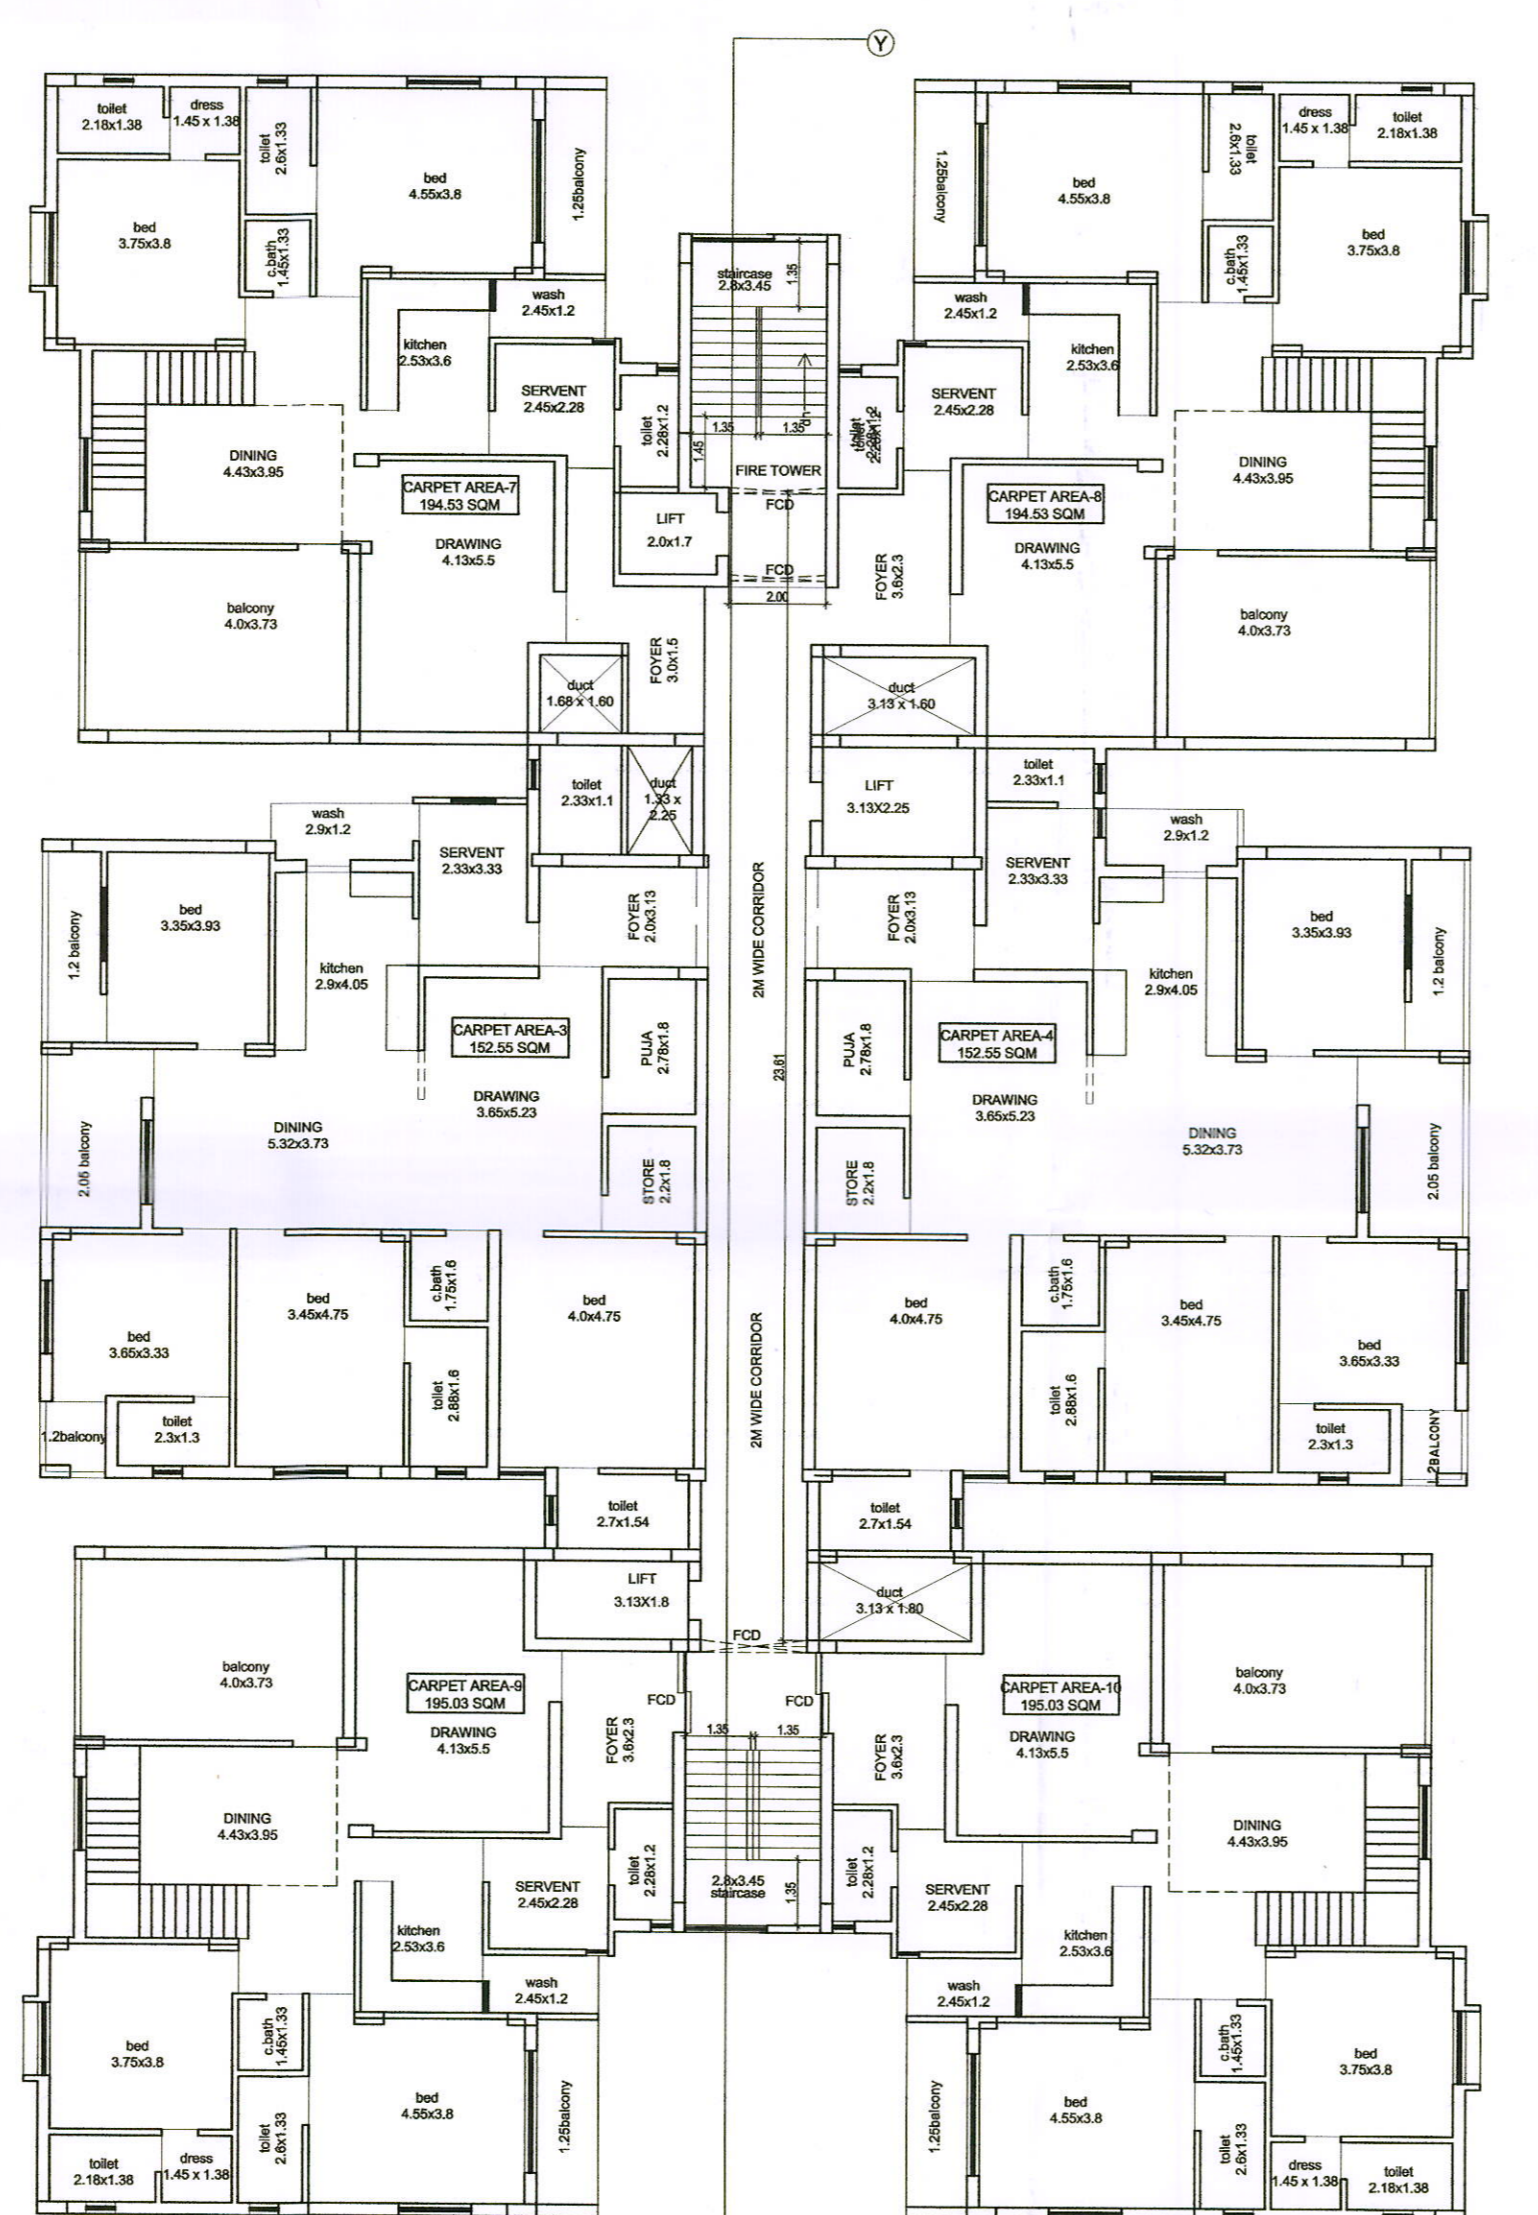 Y
toilet
2.18x1.38
dress
1.45 x 1.38
toilet
2.6x1.33
bed
4.55x3.8
1.25balcony
bed
3.75x3.8
c.bath
1.45x1.33
wash
2.45x1.2
kitchen
2.53x3.6
SERVENT
2.45x2.28
toilet
2.28x1.2
DINING
4.43x3.95
CARPET AREA-7
194.53 SQM
DRAWING
4.13x5.5
LIFT
2.0x1.7
balcony
4.0x3.73
FOYER
3.0x1.5
duct
1.68 x 1.60
staircase
2.8x3.45
1.35
dn
1.35
1.35
1.45
FIRE TOWER
FCD
FCD
2.00
1.25balcony
bed
4.55x3.8
toilet
2.6x1.33
dress
1.45 x 1.38
toilet
2.18x1.38
c.bath
1.45x1.33
bed
3.75x3.8
wash
2.45x1.2
kitchen
2.53x3.6
SERVENT
2.45x2.28
toilet
2.28x1.2
DINING
4.43x3.95
CARPET AREA-8
194.53 SQM
DRAWING
4.13x5.5
FOYER
3.6x2.3
balcony
4.0x3.73
duct
3.13 x 1.60
toilet
2.33x1.1
duct
1.33 x
2.25
wash
2.9x1.2
SERVENT
2.33x3.33
bed
3.35x3.93
1.2 balcony
kitchen
2.9x4.05
FOYER
2.0x3.13
CARPET AREA-3
152.55 SQM
PUJA
2.78x1.8
DRAWING
3.65x5.23
DINING
5.32x3.73
2.05 balcony
STORE
2.2x1.8
bed
3.65x3.33
bed
3.45x4.75
c.bath
1.75x1.6
bed
4.0x4.75
toilet
2.88x1.6
1.2balcony
toilet
2.3x1.3
toilet
2.7x1.54
2M WIDE CORRIDOR
23.61
2M WIDE CORRIDOR
LIFT
3.13X2.25
toilet
2.33x1.1
wash
2.9x1.2
SERVENT
2.33x3.33
FOYER
2.0x3.13
bed
3.35x3.93
1.2 balcony
kitchen
2.9x4.05
PUJA
2.78x1.8
CARPET AREA-4
152.55 SQM
DRAWING
3.65x5.23
DINING
5.32x3.73
2.05 balcony
STORE
2.2x1.8
bed
4.0x4.75
c.bath
1.75x1.6
bed
3.45x4.75
bed
3.65x3.33
toilet
2.88x1.6
toilet
2.3x1.3
2BALCONY
toilet
2.7x1.54
LIFT
3.13X1.8
FCD
duct
3.13 x 1.80
balcony
4.0x3.73
CARPET AREA-9
195.03 SQM
DRAWING
4.13x5.5
FOYER
3.6x2.3
FCD
FCD
1.35
1.35
DINING
4.43x3.95
SERVENT
2.45x2.28
toilet
2.28x1.2
2.8x3.45
staircase
1.35
kitchen
2.53x3.6
wash
2.45x1.2
bed
3.75x3.8
c.bath
1.45x1.33
bed
4.55x3.8
1.25balcony
toilet
2.18x1.38
dress
1.45 x 1.38
toilet
2.6x1.33
CARPET AREA-10
195.03 SQM
DRAWING
4.13x5.5
FOYER
3.6x2.3
balcony
4.0x3.73
DINING
4.43x3.95
toilet
2.28x1.2
SERVENT
2.45x2.28
kitchen
2.53x3.6
wash
2.45x1.2
c.bath
1.45x1.33
bed
3.75x3.8
bed
4.55x3.8
1.25balcony
toilet
2.6x1.33
dress
1.45 x 1.38
toilet
2.18x1.38